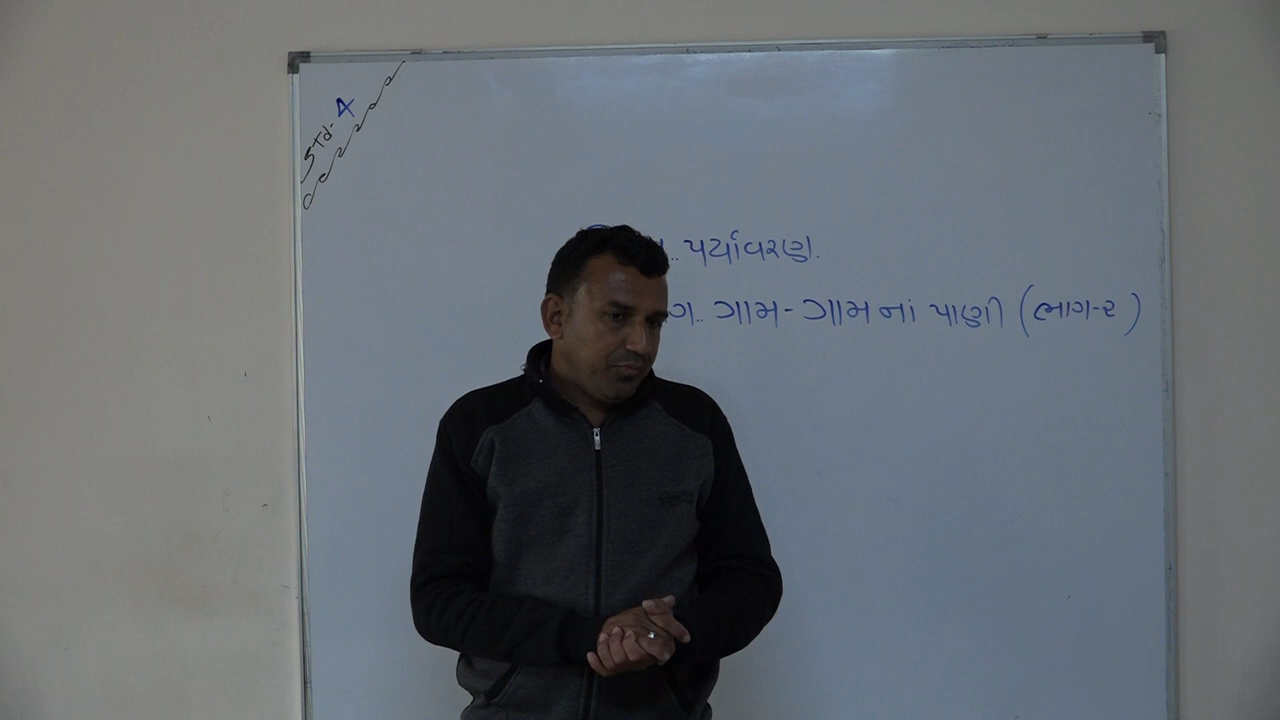 Std- 4
.. પર્યાવરણ.
ગ.. ગામ-ગામનાં પાણી (ભાગ-૨)